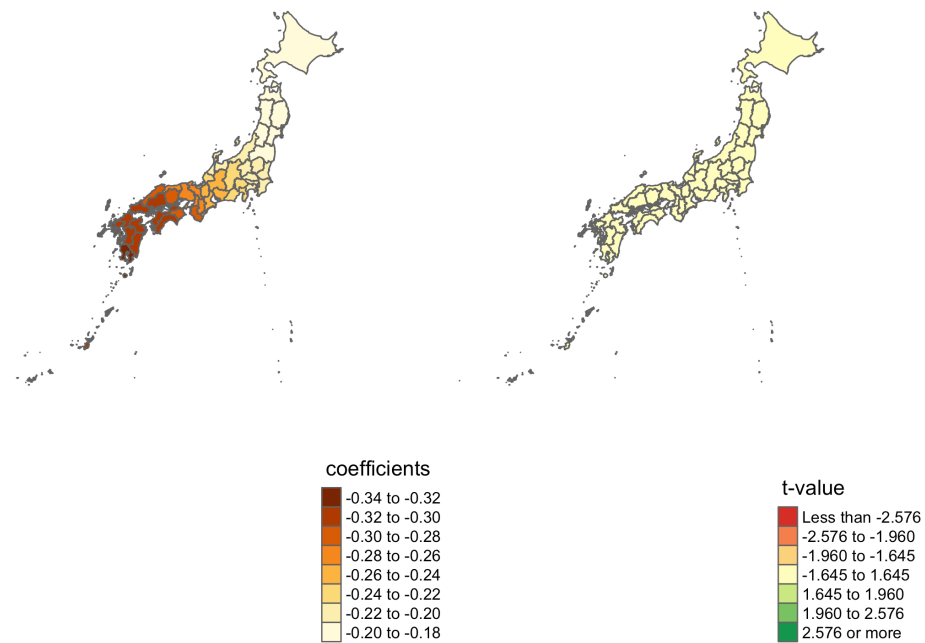 coefficients
-0.34 to -0.32
-0.32 to -0.30
-0.30 to -0.28
-0.28 to -0.26
-0.26 to -0.24
-0.24 to -0.22
-0.22 to -0.20
-0.20 to -0.18
t-value
Less than -2.576
-2.576 to -1.960
-1.960 to -1.645
-1.645 to 1.645
1.645 to 1.960
1.960 to 2.576
2.576 or more